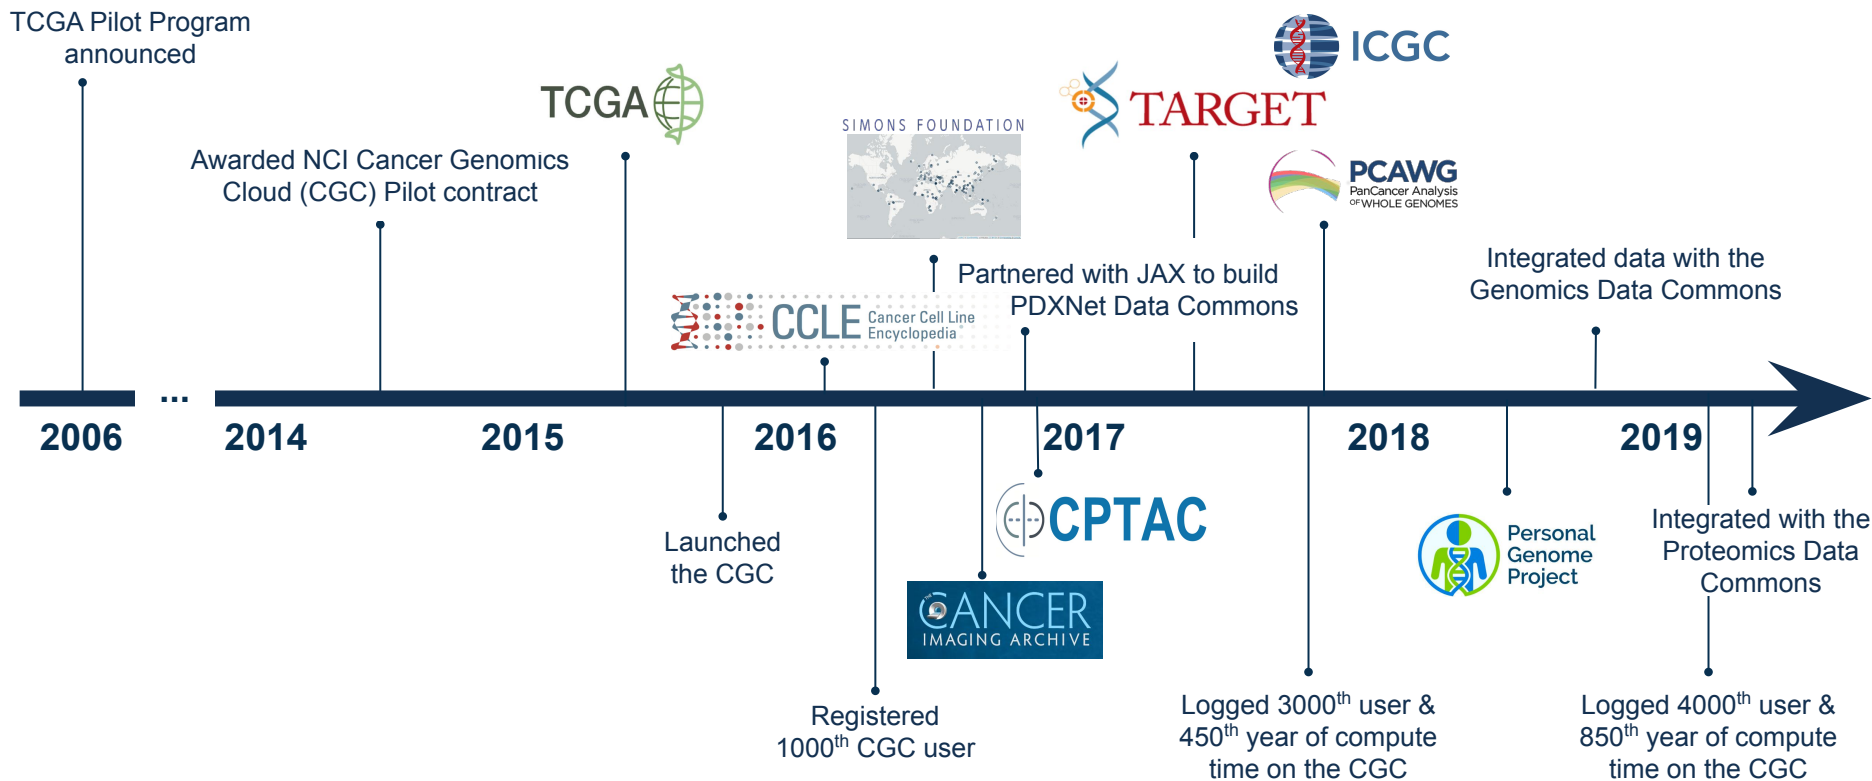 TCGA Pilot Program
announced
TCGA
Awarded NCI Cancer Genomics
Cloud (CGC) Pilot contract
SIMONS FOUNDATION
TARGET
ICGC
PCAWG
PanCancer Analysis
OF WHOLE GENOMES
CCLE
Cancer Cell Line
Encyclopedia
Partnered with JAX to build
PDXNet Data Commons
Integrated data with the
Genomics Data Commons
...
2006
2014
2015
2016
2017
2018
2019
Launched
the CGC
CPTAC
THE
CANCER
IMAGING ARCHIVE
Registered
1000th CGC user
Logged 3000th user &
450th year of compute
time on the CGC
Personal
Genome
Project
Integrated with the
Proteomics Data
Commons
Logged 4000th user &
850th year of compute
time on the CGC